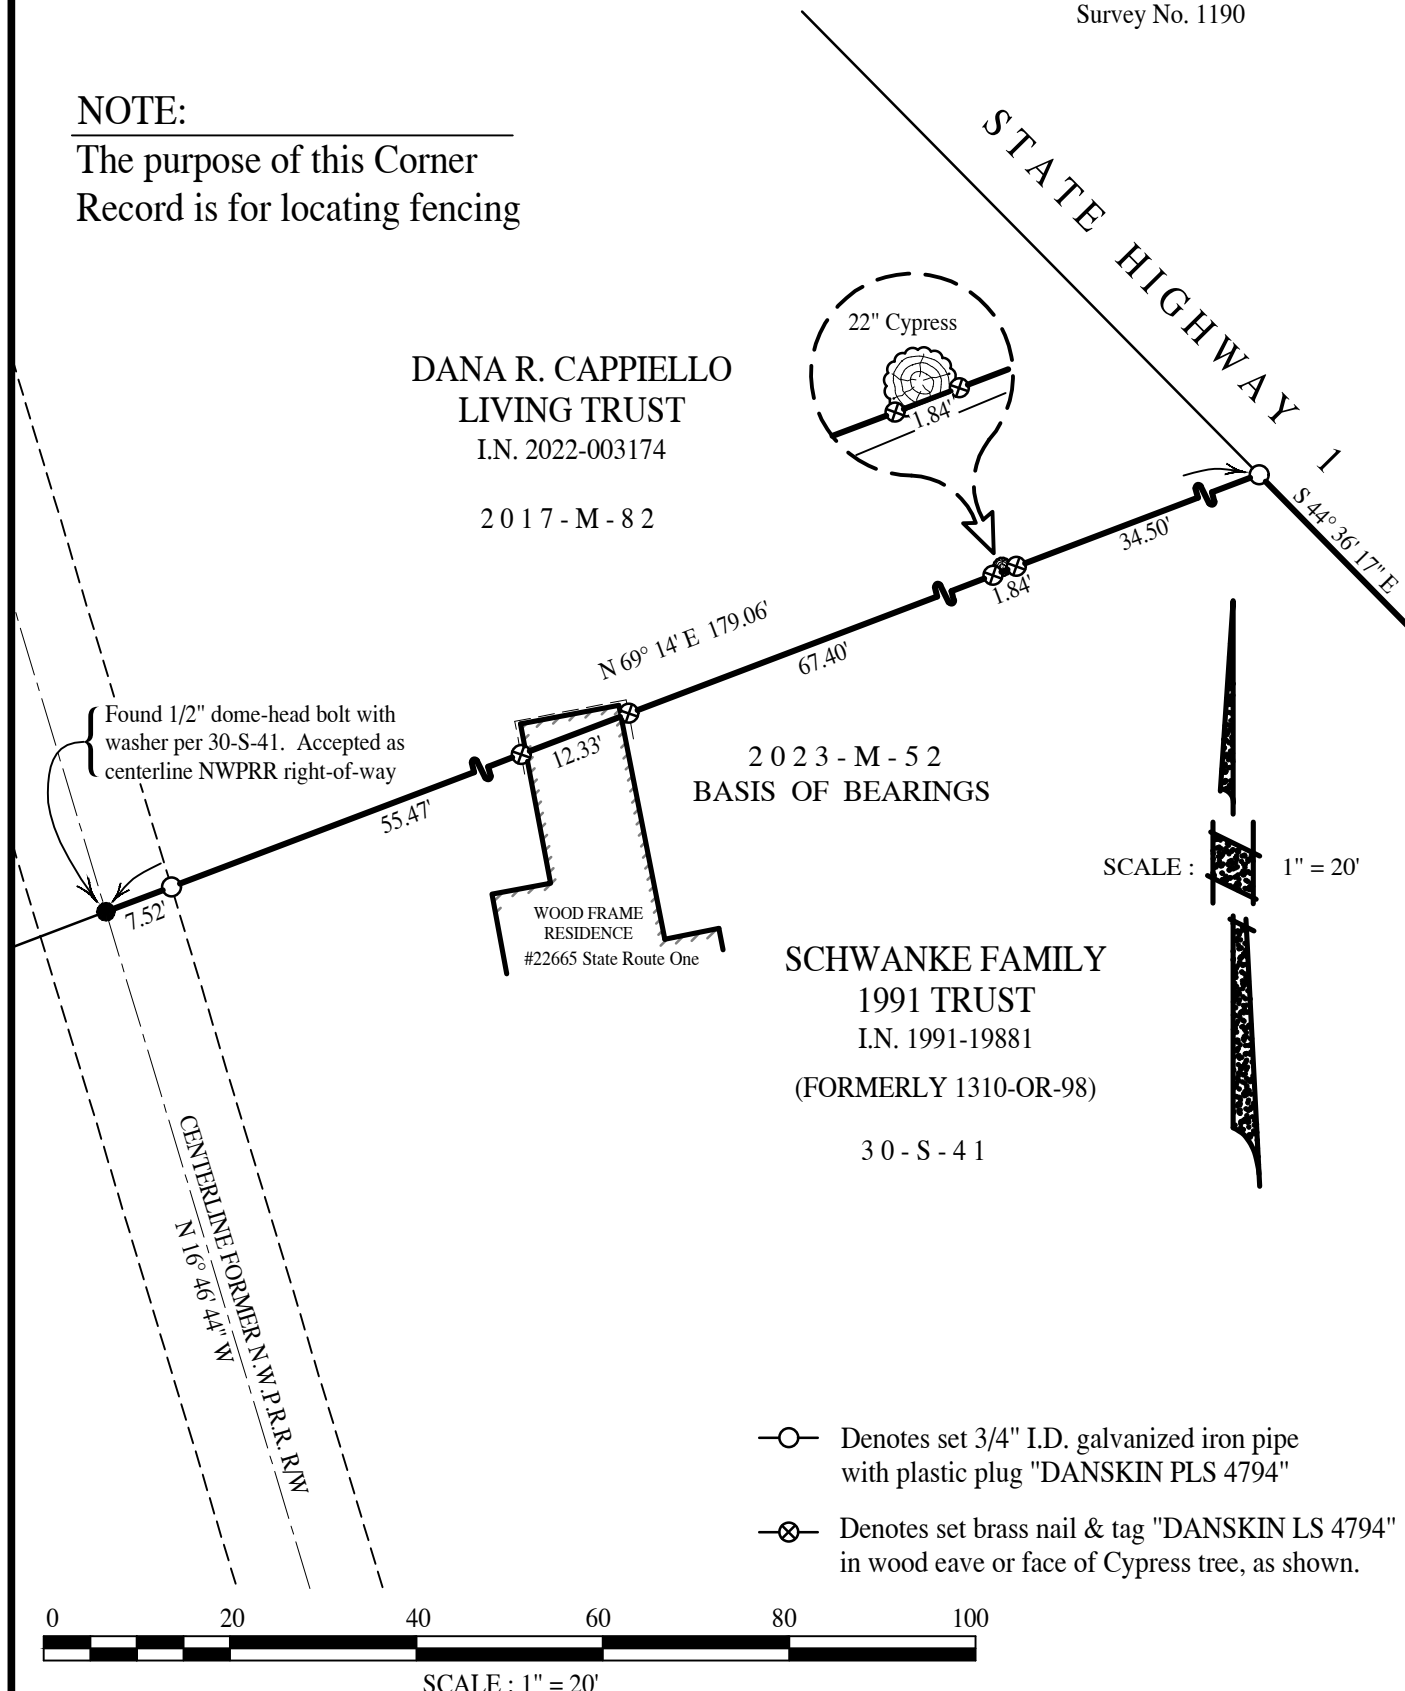 Survey No. 1190
NOTE:
The purpose of this Corner
Record is for locating fencing
STATE HIGHWAY 1
22" Cypress
1.84'
DANA R. CAPPIELLO
LIVING TRUST
I.N. 2022-003174
2017-M-82
S 44° 36' 17" E
34.50'
1.84'
N 69° 14' E 179.06'
67.40'
Found 1/2" dome-head bolt with
washer per 30-S-41. Accepted as
centerline NWPRR right-of-way
12.33'
55.47'
7.52'
2023-M-52
BASIS OF BEARINGS
SCALE : 1" = 20'
WOOD FRAME
RESIDENCE
#22665 State Route One
SCHWANKE FAMILY
1991 TRUST
I.N. 1991-19881
(FORMERLY 1310-OR-98)
30-S-41
CENTERLINE FORMER N.W.P.R.R. R/W
N 16° 46' 44" W
Denotes set 3/4" I.D. galvanized iron pipe
with plastic plug "DANSKIN PLS 4794"
Denotes set brass nail & tag "DANSKIN LS 4794"
in wood eave or face of Cypress tree, as shown.
0 20 40 60 80 100
SCALE : 1" = 20'